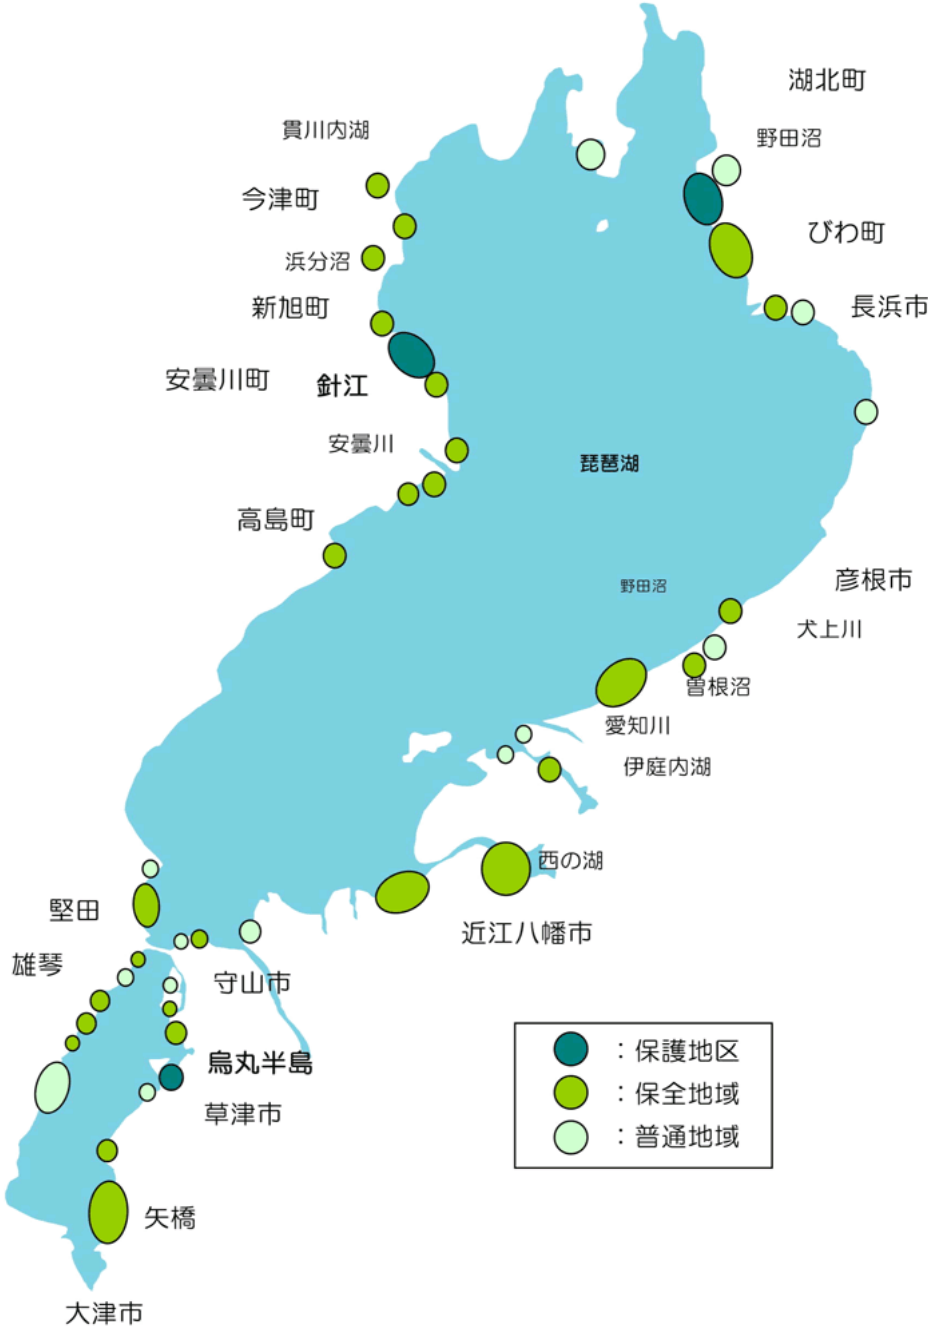 湖北町
貫川内湖
野田沼
今津町
びわ町
浜分沼
新旭町
長浜市
安曇川町
針江
安曇川
琵琶湖
高島町
野田沼
彦根市
犬上川
曽根沼
愛知川
伊庭内湖
西の湖
堅田
近江八幡市
雄琴
守山市
烏丸半島
草津市
：保護地区
：保全地域
：普通地域
矢橋
大津市